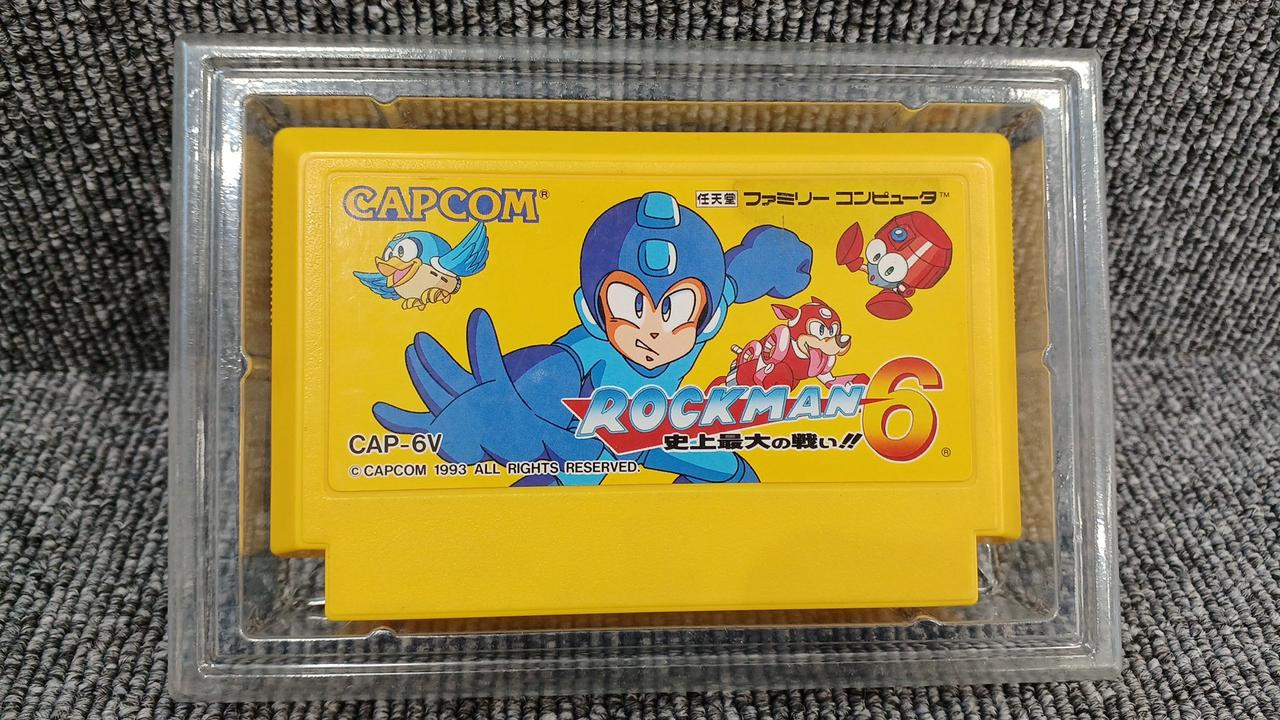 CAPCOM®
任天堂 ファミリー コンピュータ™
ROCKMAN 6
史上最大の戦い!!
®
CAP-6V
© CAPCOM 1993 ALL RIGHTS RESERVED.